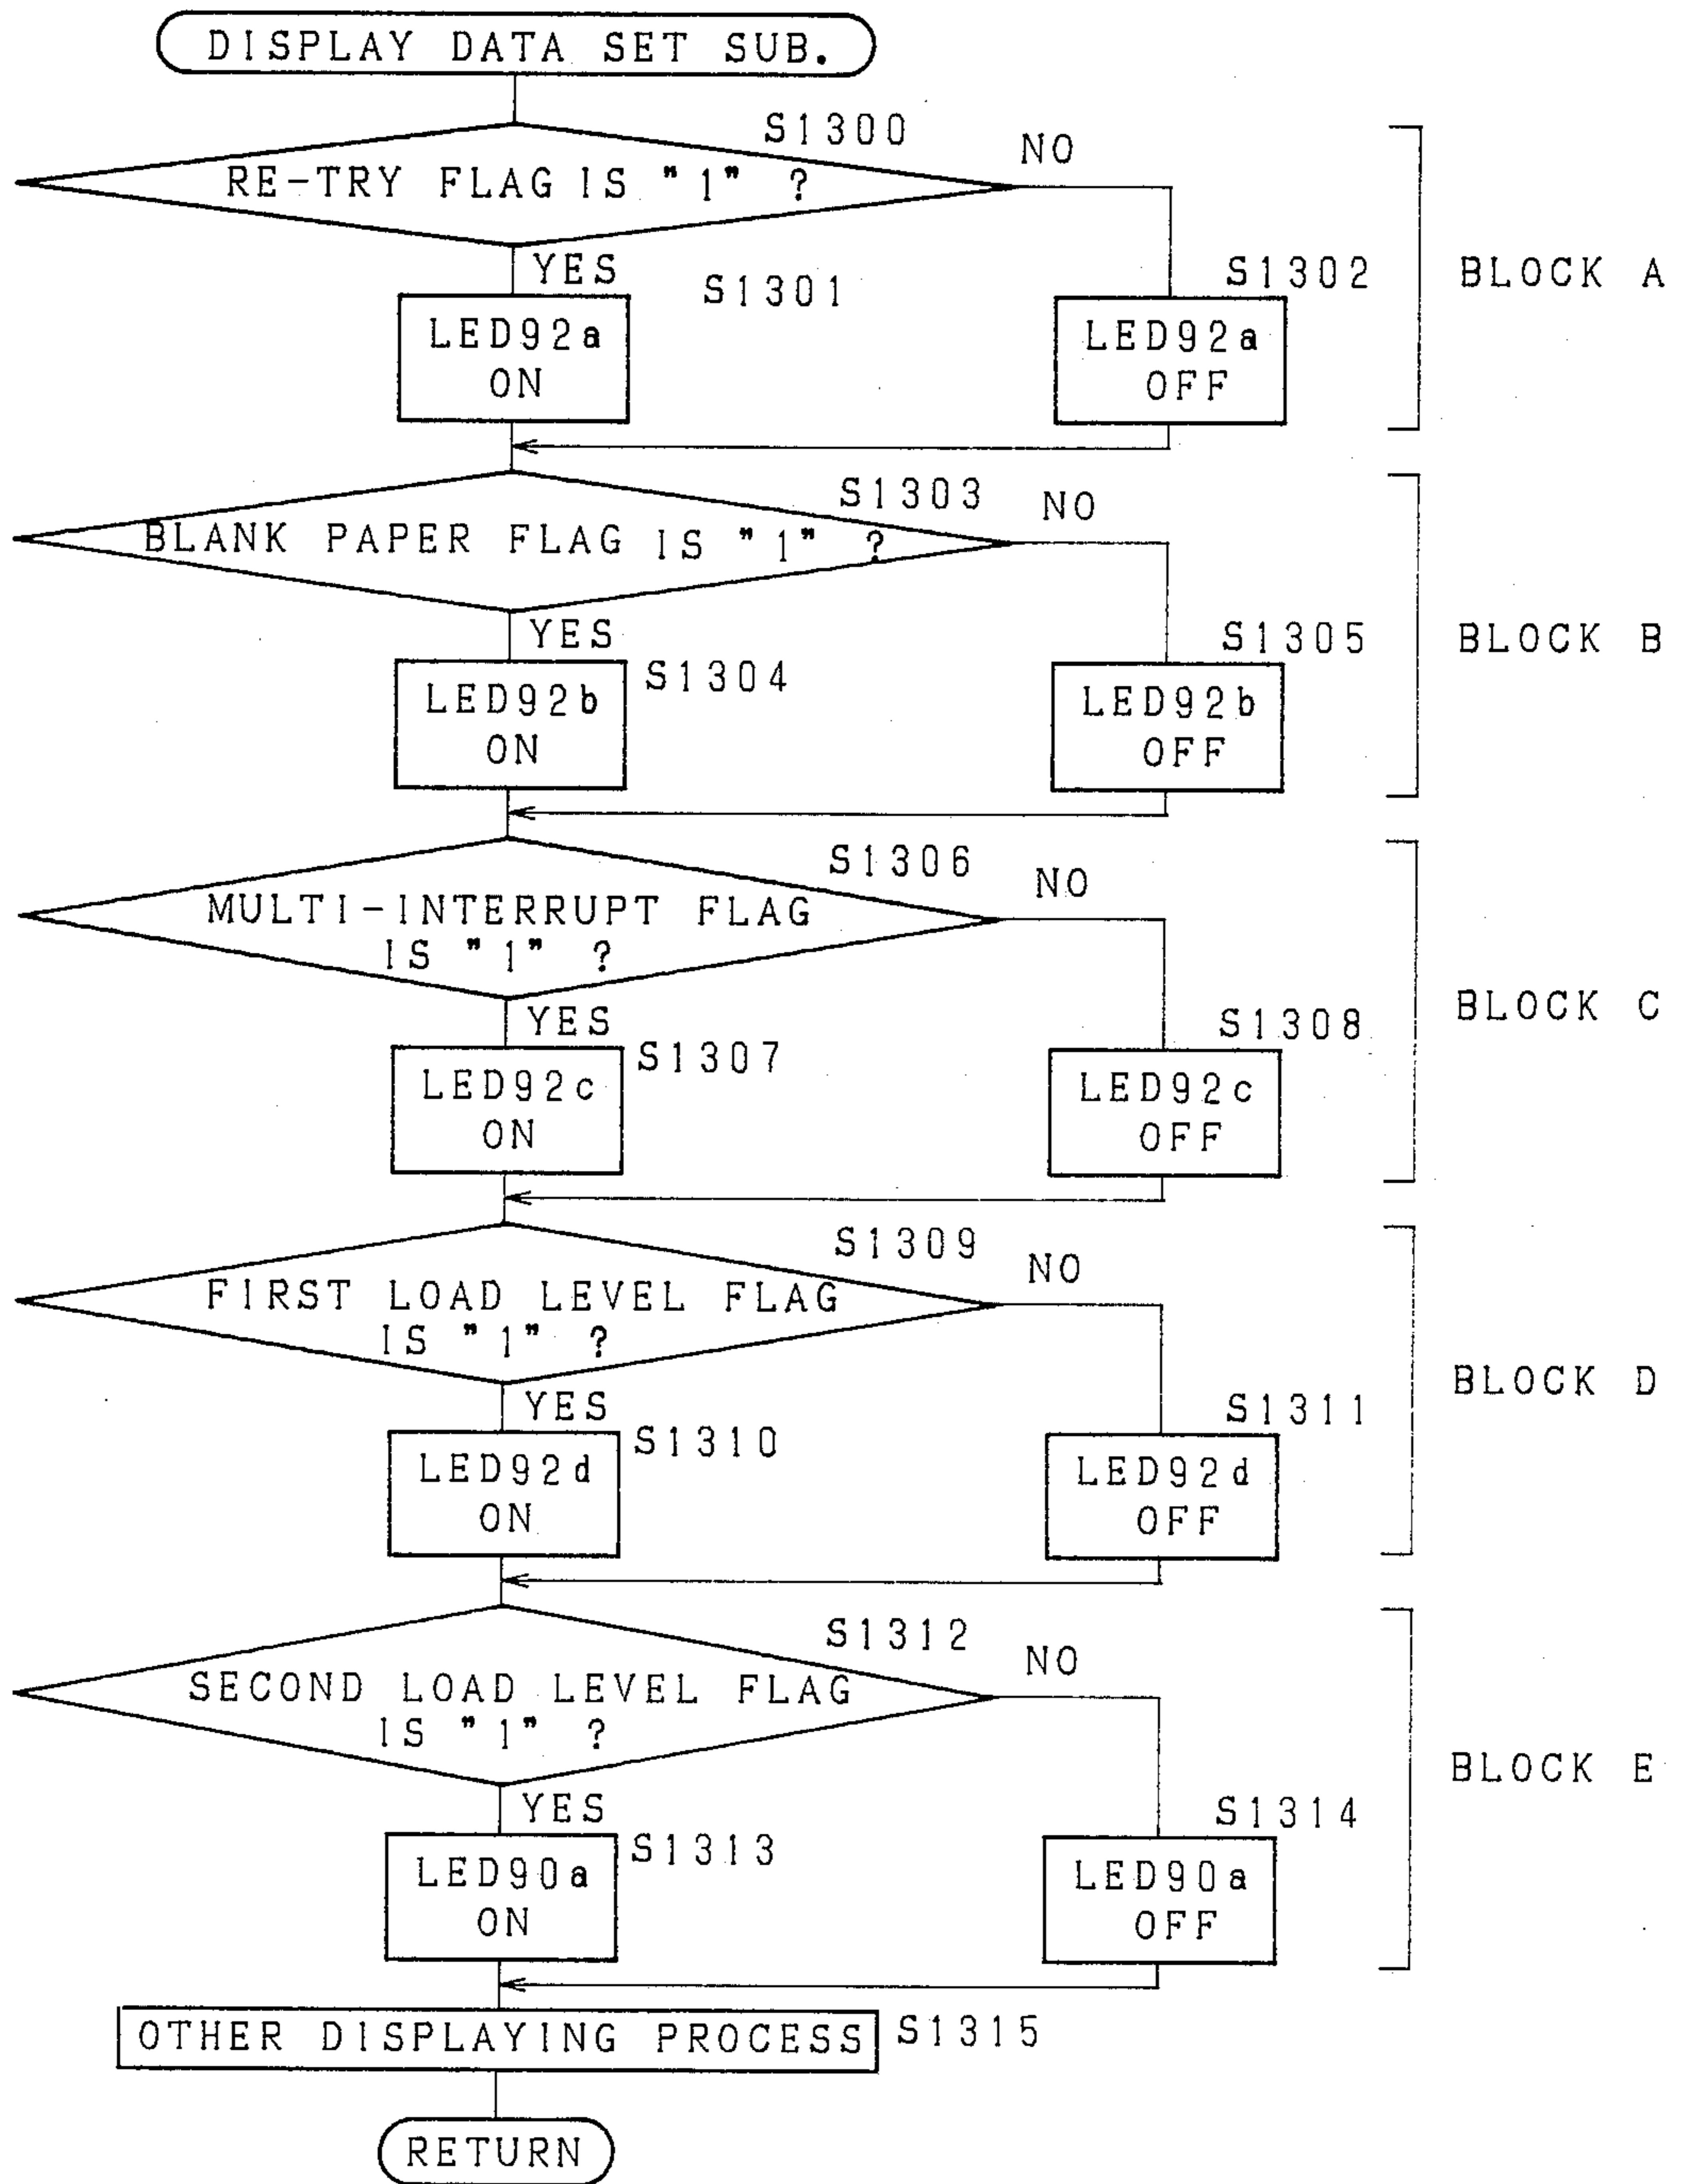 DISPLAY DATA SET SUB.
S1300
NO
RE-TRY FLAG IS "1" ?
YES
S1301
S1302
BLOCK A
LED92a
ON
LED92a
OFF
S1303
NO
BLANK PAPER FLAG IS "1" ?
YES
S1304
S1305
BLOCK B
LED92b
ON
LED92b
OFF
S1306
NO
MULTI-INTERRUPT FLAG
IS "1" ?
YES
S1307
S1308
BLOCK C
LED92c
ON
LED92c
OFF
S1309
NO
FIRST LOAD LEVEL FLAG
IS "1" ?
YES
S1310
S1311
BLOCK D
LED92d
ON
LED92d
OFF
S1312
NO
SECOND LOAD LEVEL FLAG
IS "1" ?
YES
S1313
S1314
BLOCK E
LED90a
ON
LED90a
OFF
OTHER DISPLAYING PROCESS
S1315
RETURN